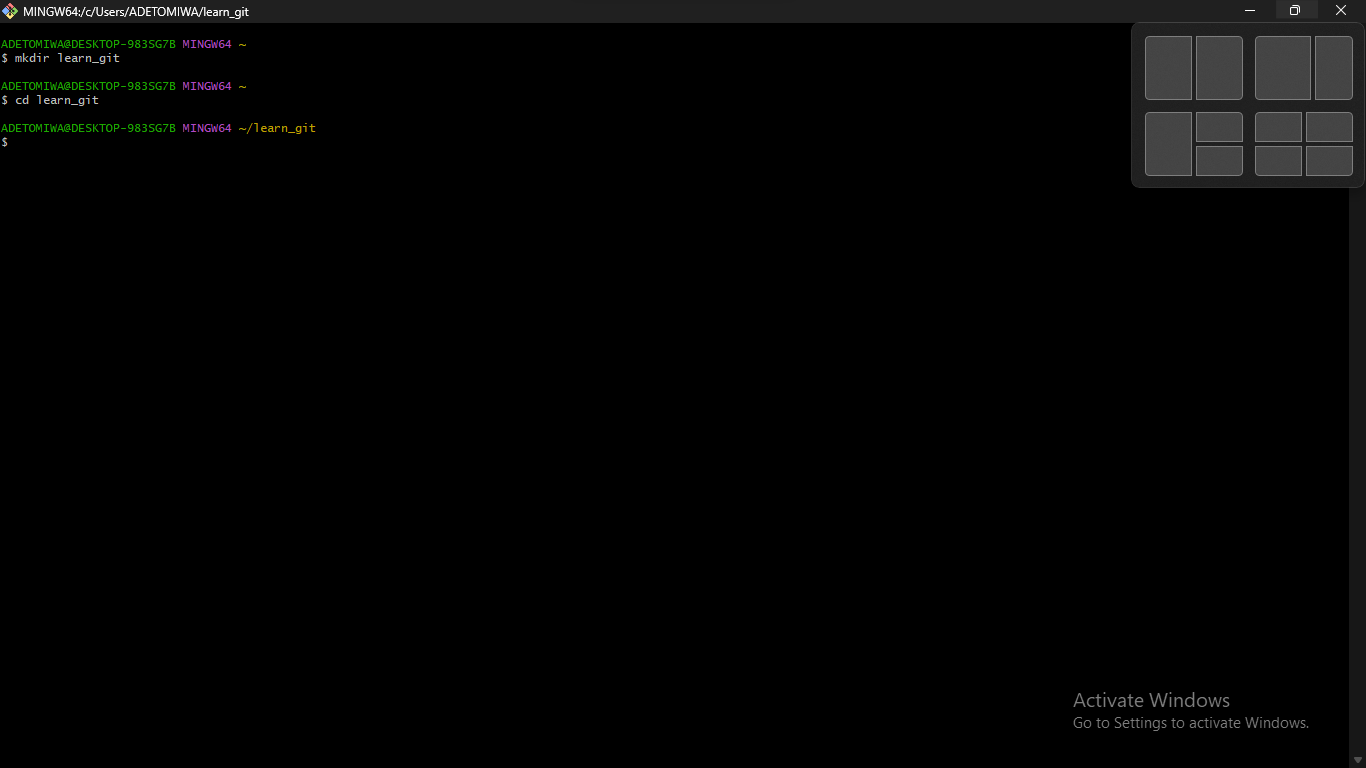 MINGW64:/c/Users/ADETOMIWA/learn_git
ADETOMIWA@DESKTOP-983SG7B MINGW64 ~
$ mkdir learn_git
ADETOMIWA@DESKTOP-983SG7B MINGW64 ~
$ cd learn_git
ADETOMIWA@DESKTOP-983SG7B MINGW64 ~/learn_git
$
Activate Windows
Go to Settings to activate Windows.